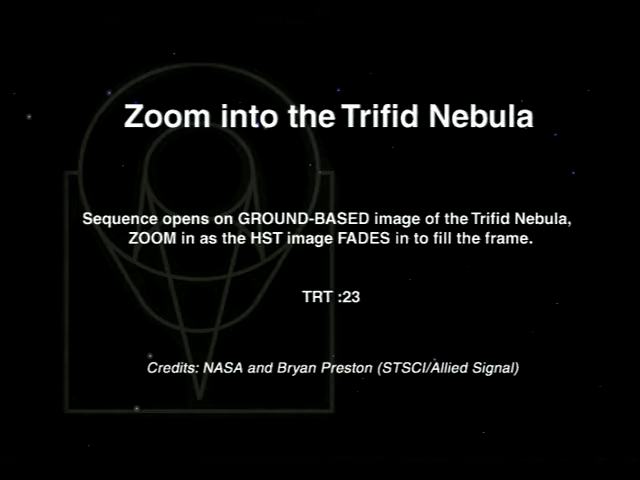 Zoom into the Trifid Nebula
Sequence opens on GROUND-BASED image of the Trifid Nebula,
ZOOM in as the HST image FADES in to fill the frame.
TRT :23
Credits: NASA and Bryan Preston (STSCI/Allied Signal)